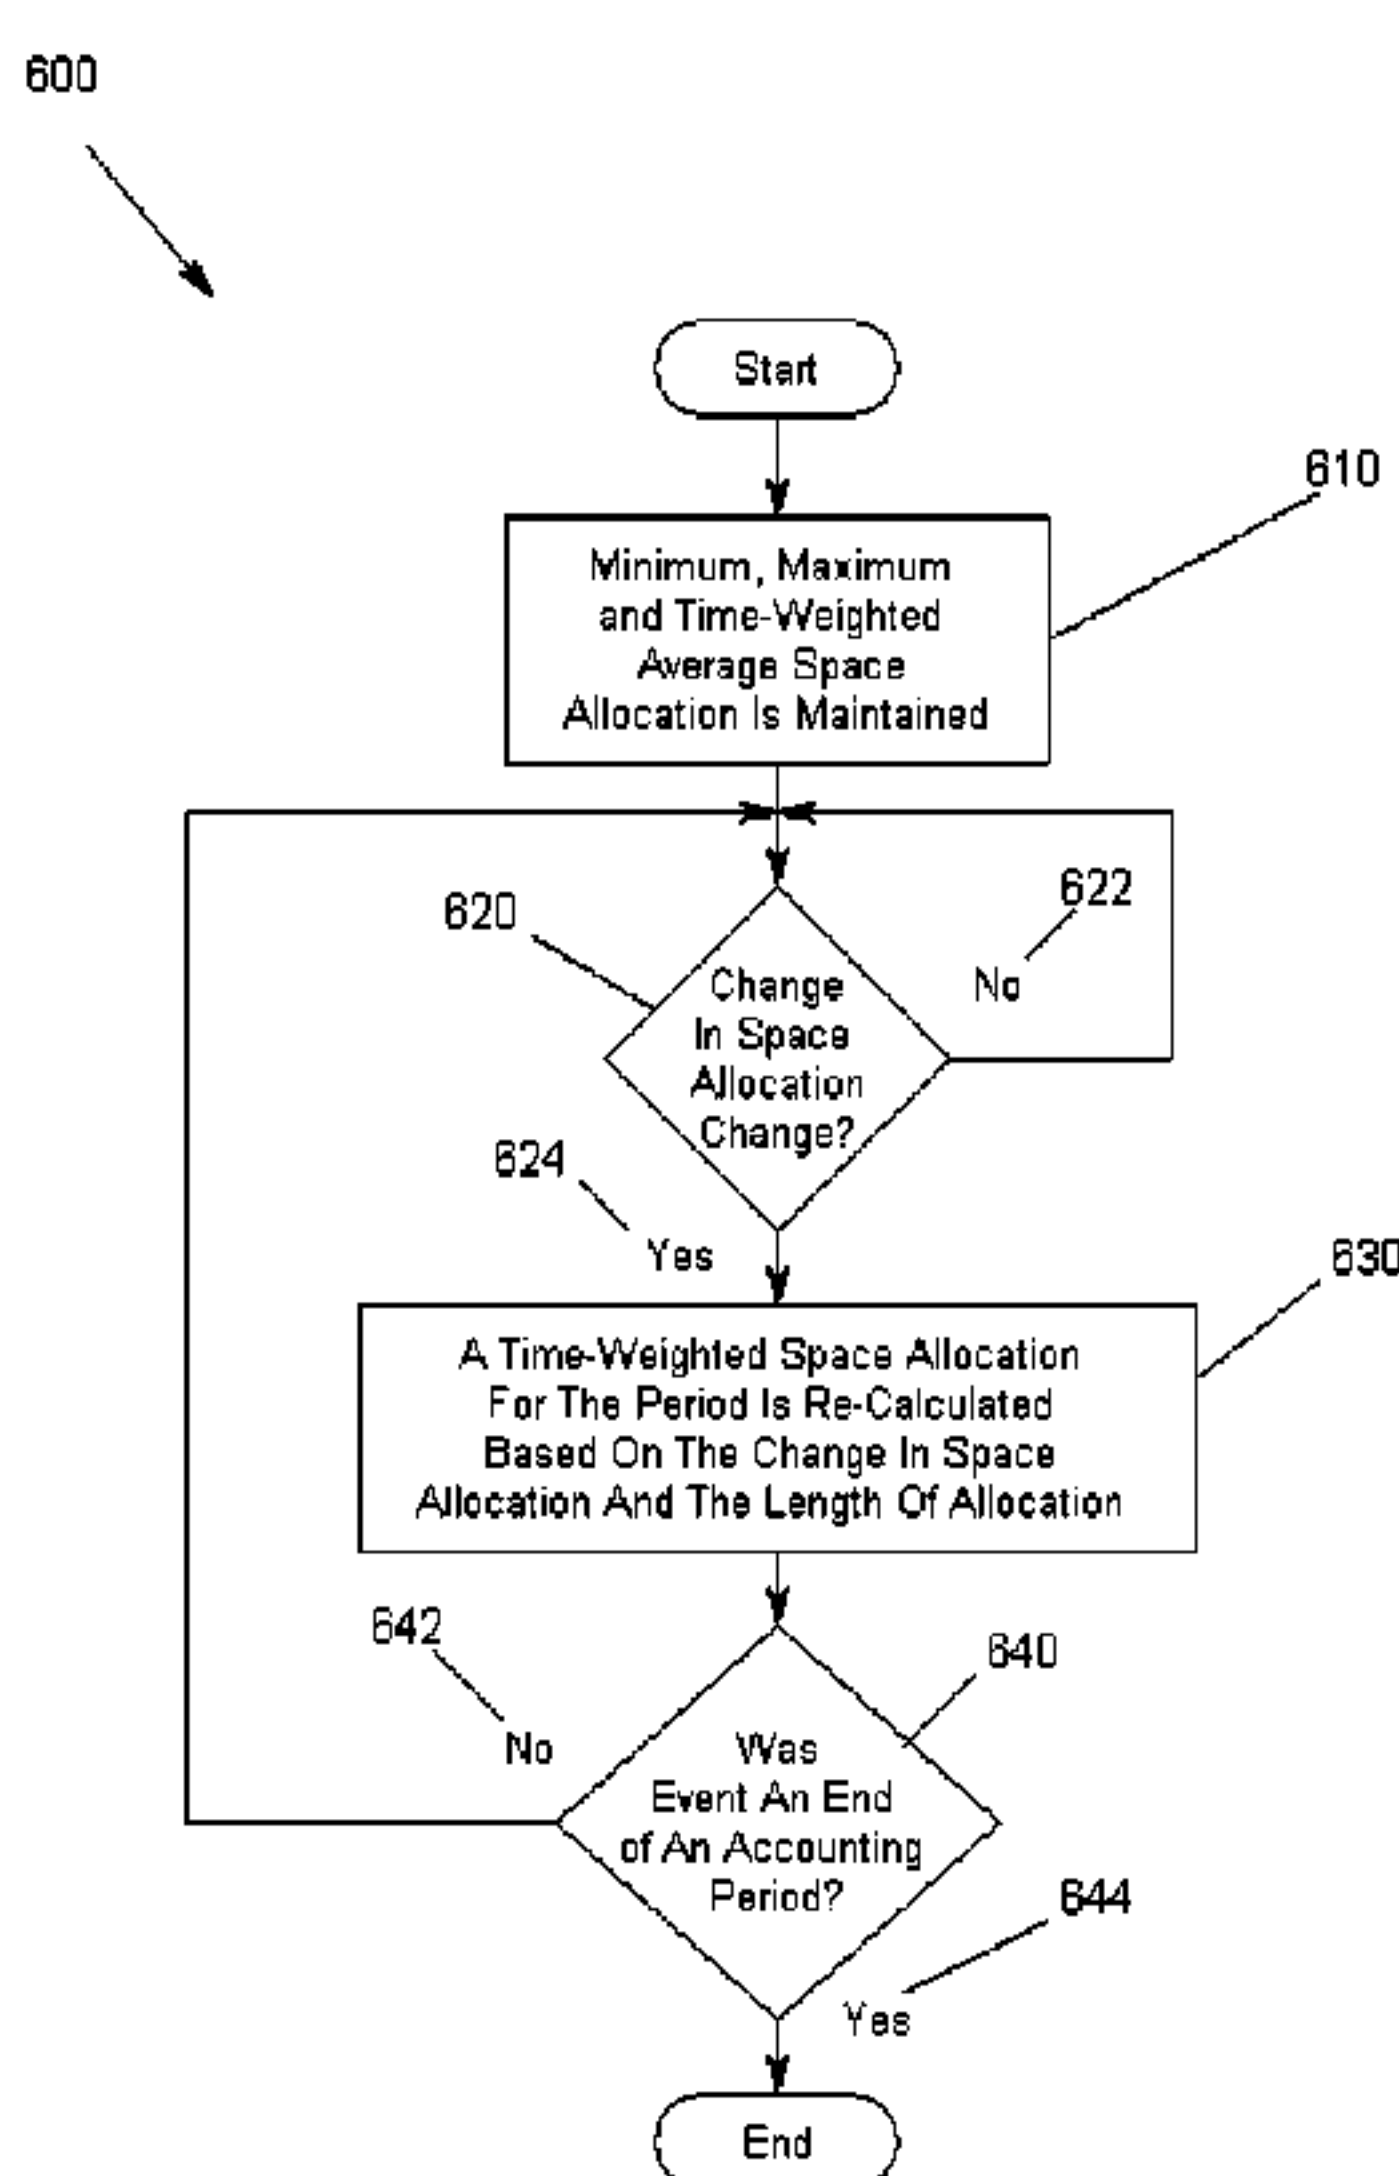 600
Start
610
Minimum, Maximum
and Time-Weighted
Average Space
Allocation Is Maintained
620
622
Change
In Space
Allocation
Change?
No
624
Yes
630
A Time-Weighted Space Allocation
For The Period Is Re-Calculated
Based On The Change In Space
Allocation And The Length Of Allocation
642
No
640
Was
Event An End
of An Accounting
Period?
644
Yes
End